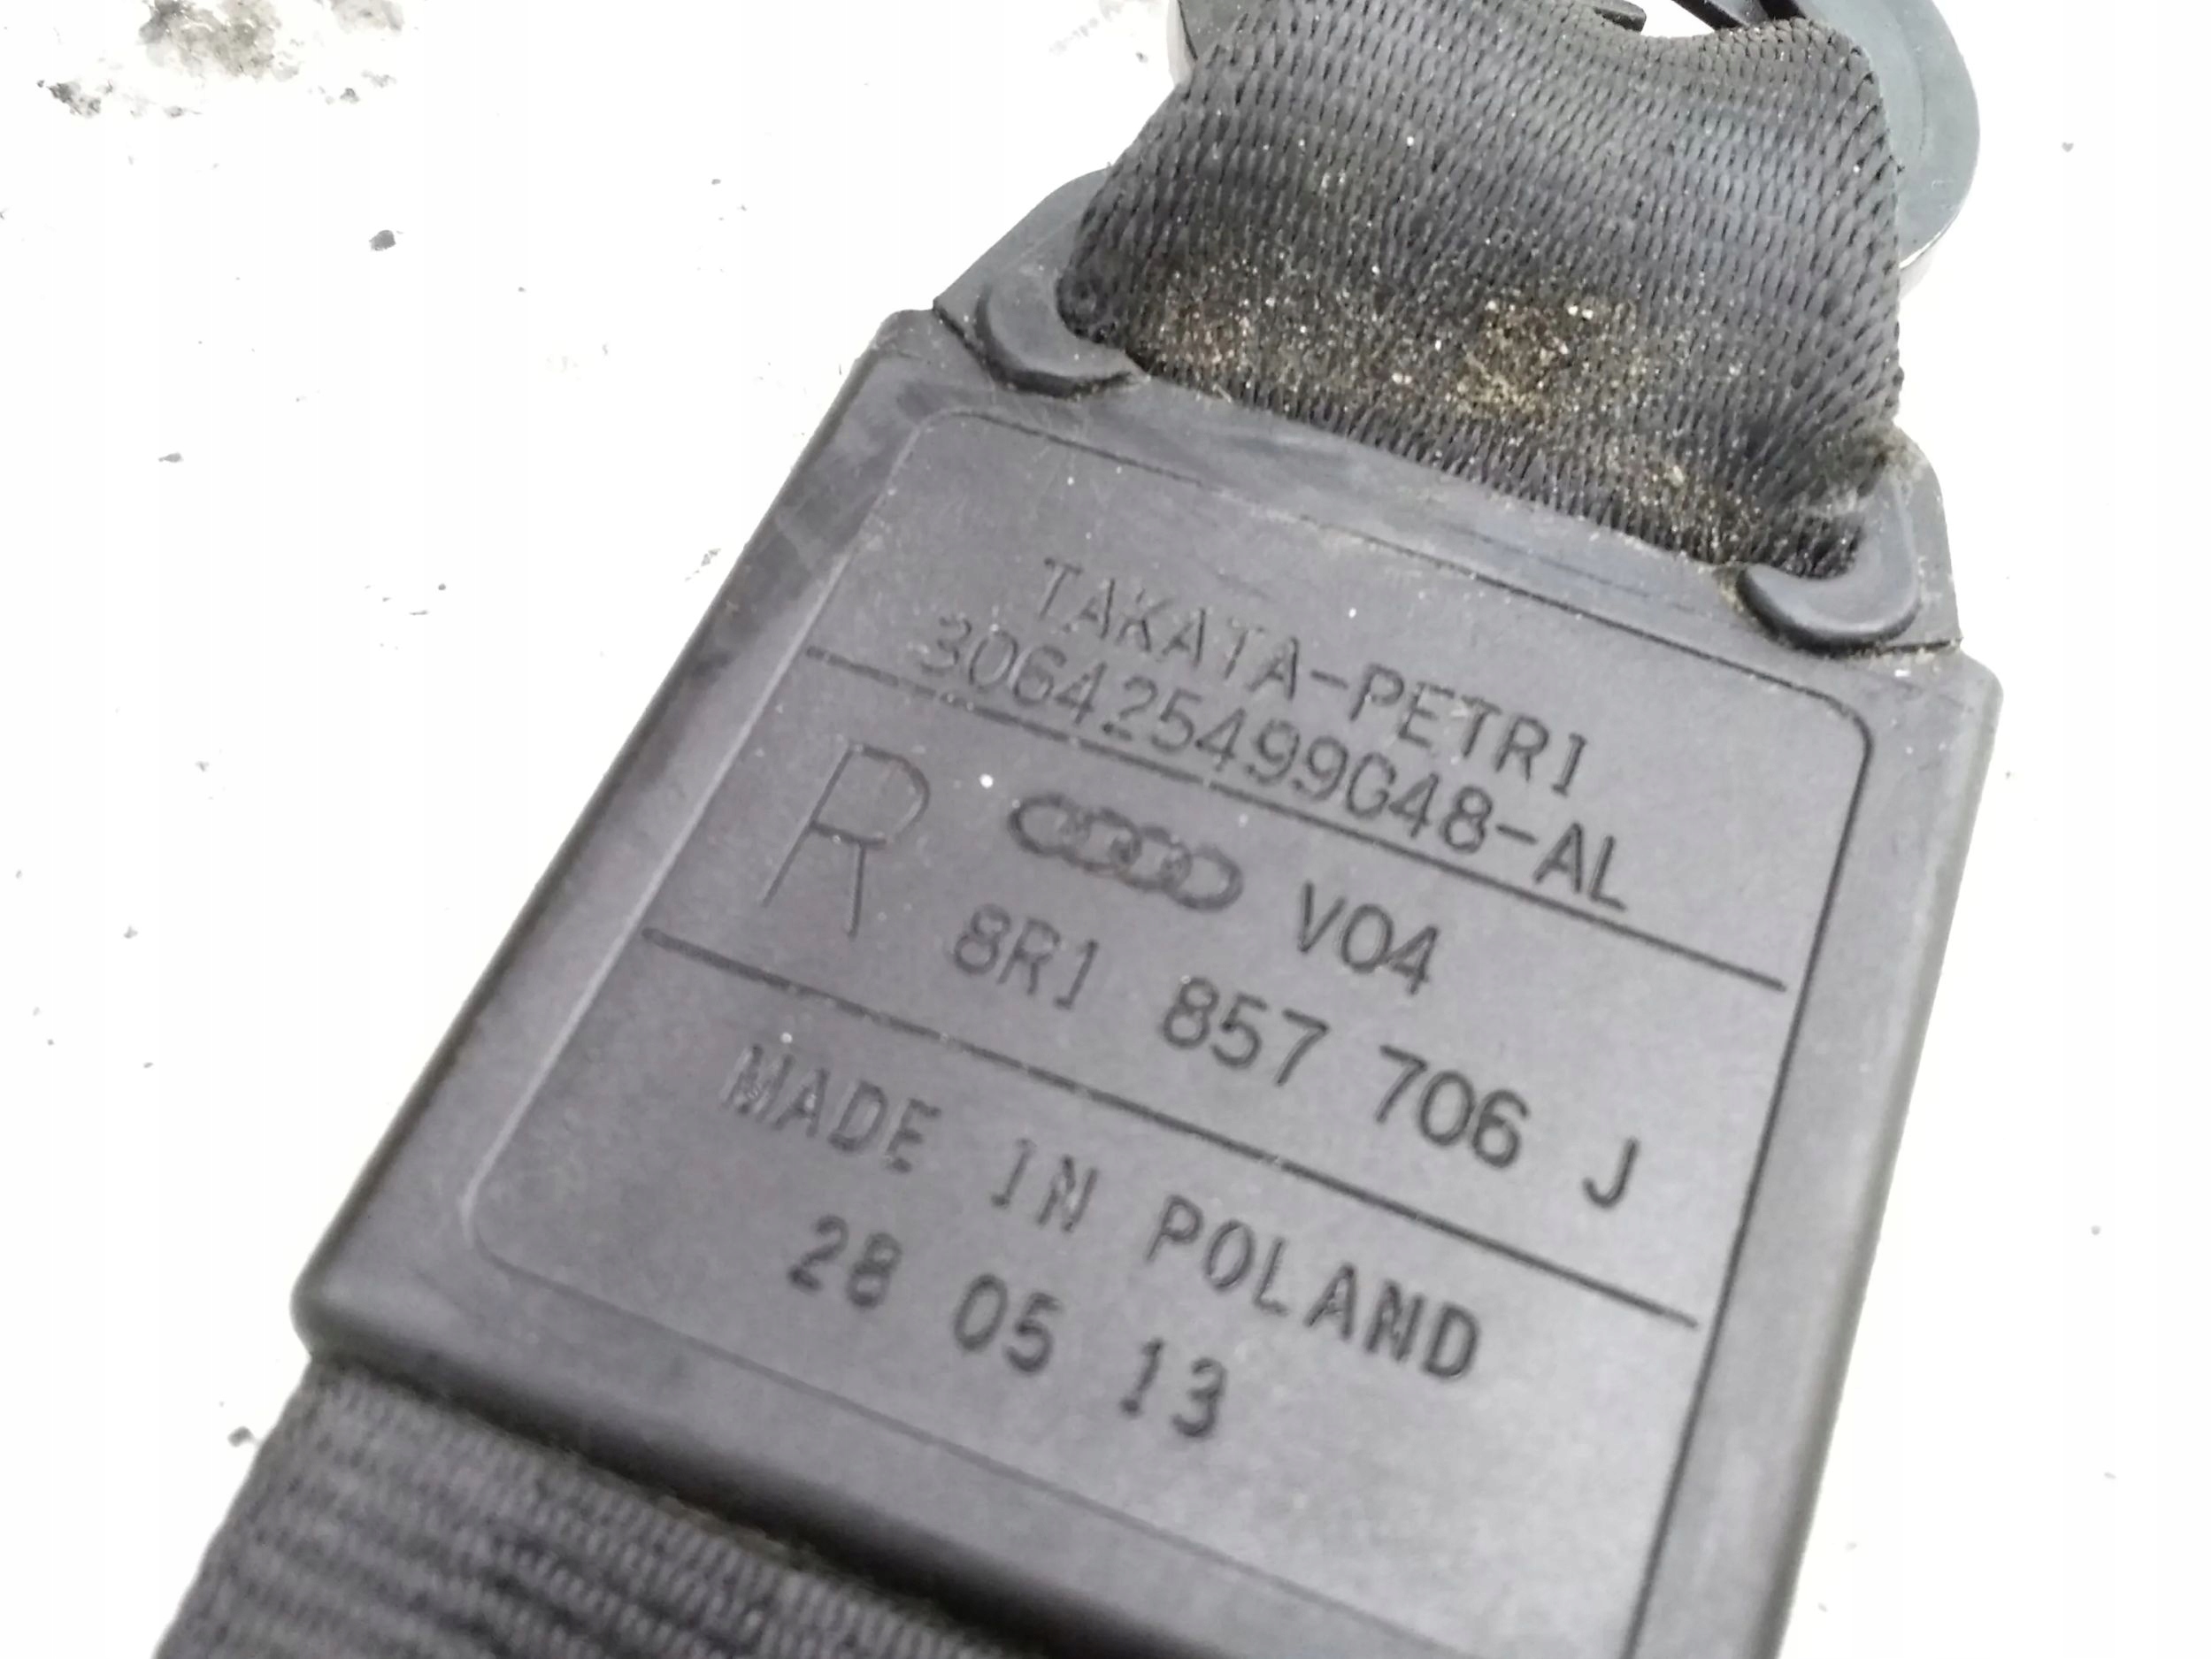 TAKATA-PETRI
306425499G48-AL
R V04
8R1 857 706 J
MADE IN POLAND
28 05 13